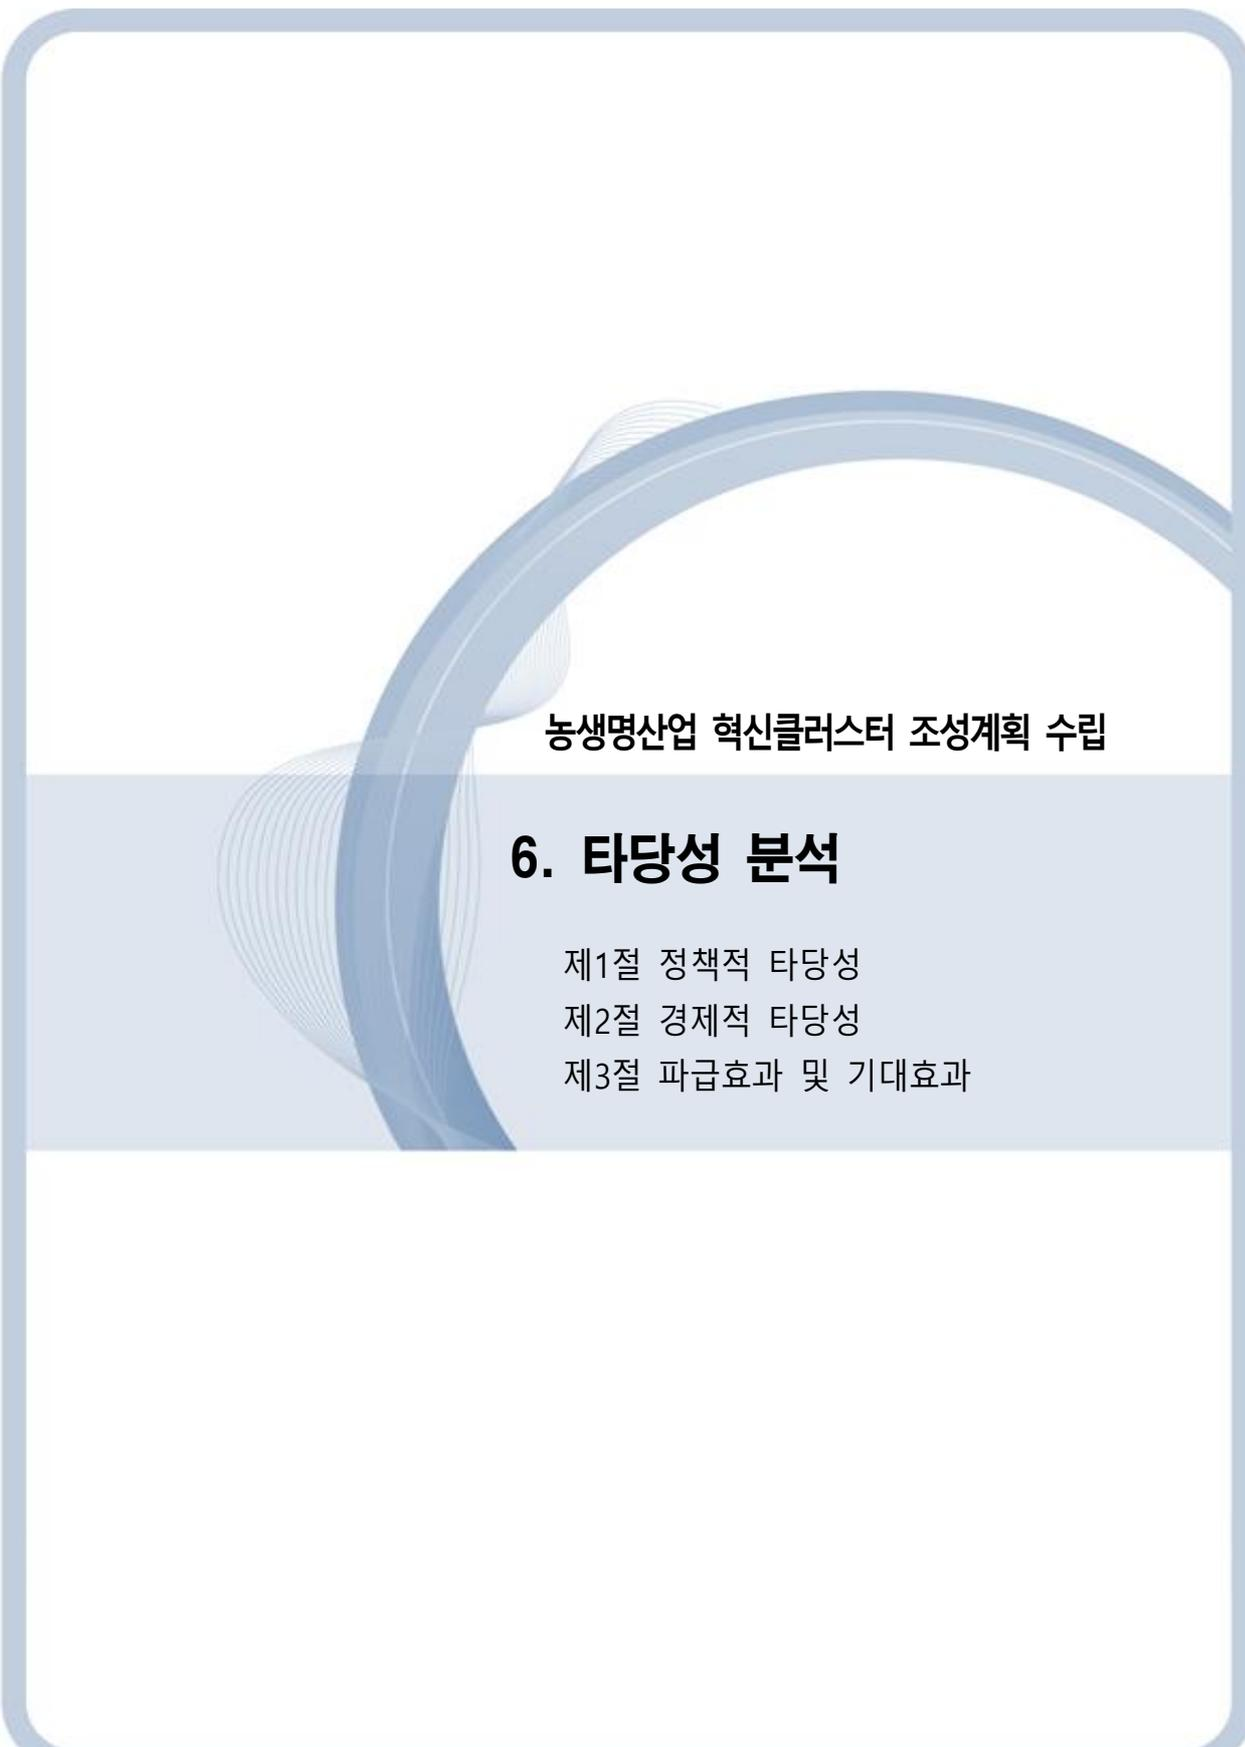 농생명산업 혁신클러스터 조성계획 수립
6. 타당성 분석
제1절 정책적 타당성
제2절 경제적 타당성
제3절 파급효과 및 기대효과